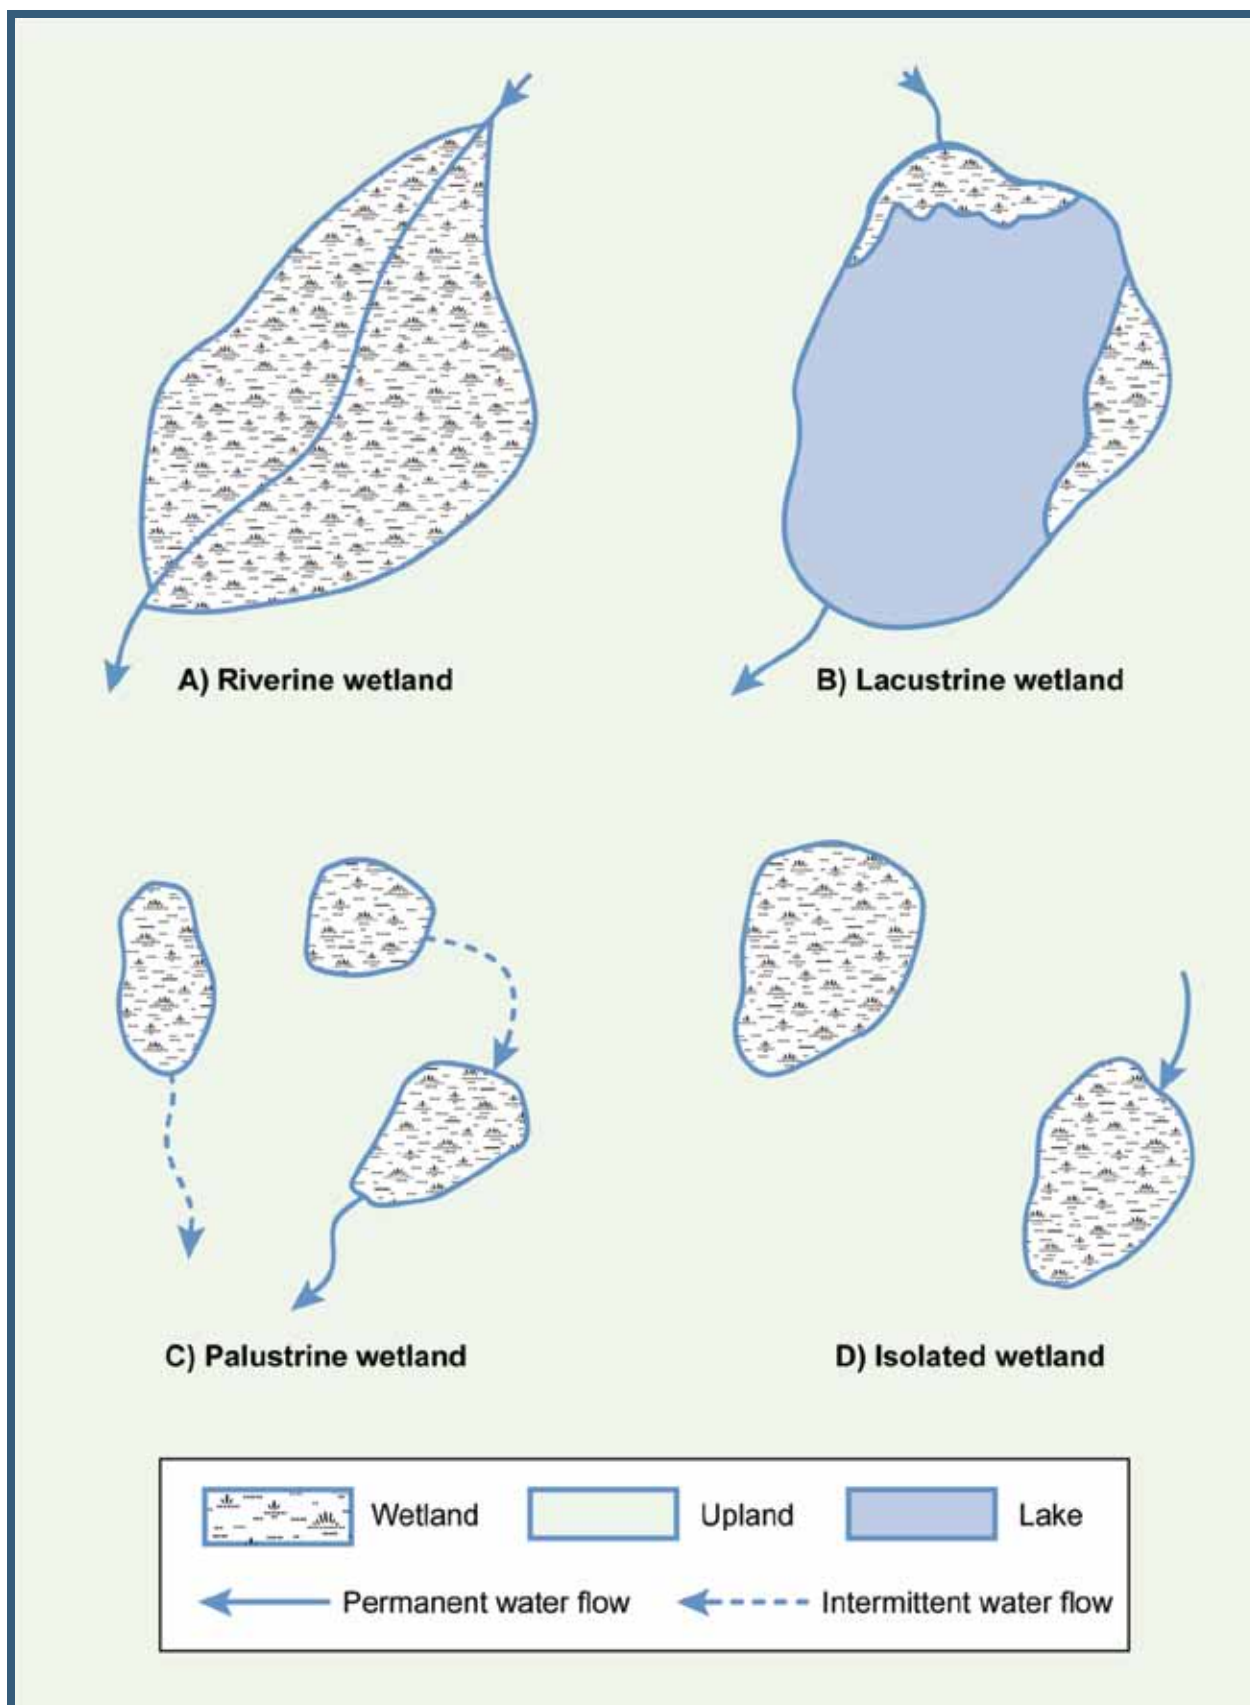 A) Riverine wetland
B) Lacustrine wetland
C) Palustrine wetland
D) Isolated wetland
Wetland
Upland
Lake
Permanent water flow
Intermittent water flow